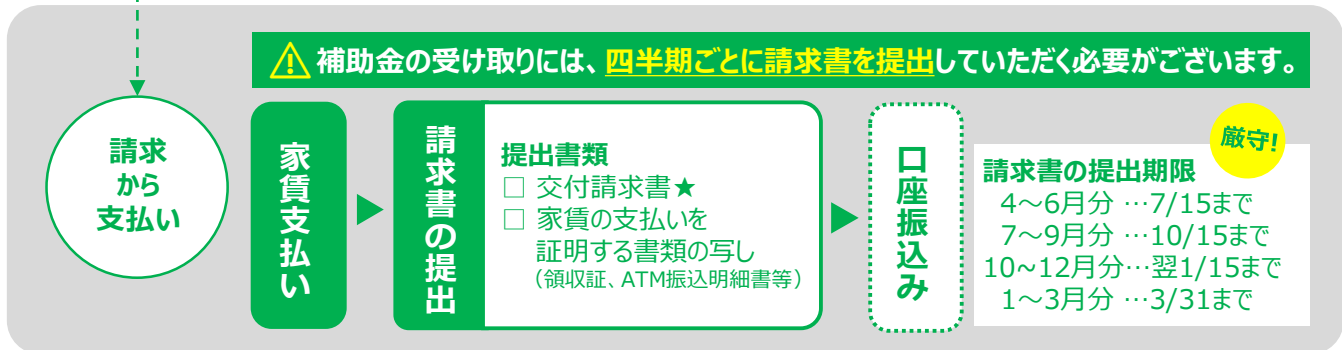 補助金の受け取りには、四半期ごとに請求書を提出していただく必要がございます。
請求
から
支払い
家賃支払い
請求書の提出
提出書類
□ 交付請求書★
□ 家賃の支払いを
証明する書類の写し
（領収証、ATM振込明細書等）
口座振込み
厳守!
請求書の提出期限
4～6月分 …7/15まで
7～9月分 …10/15まで
10~12月分…翌1/15まで
1～3月分 …3/31まで